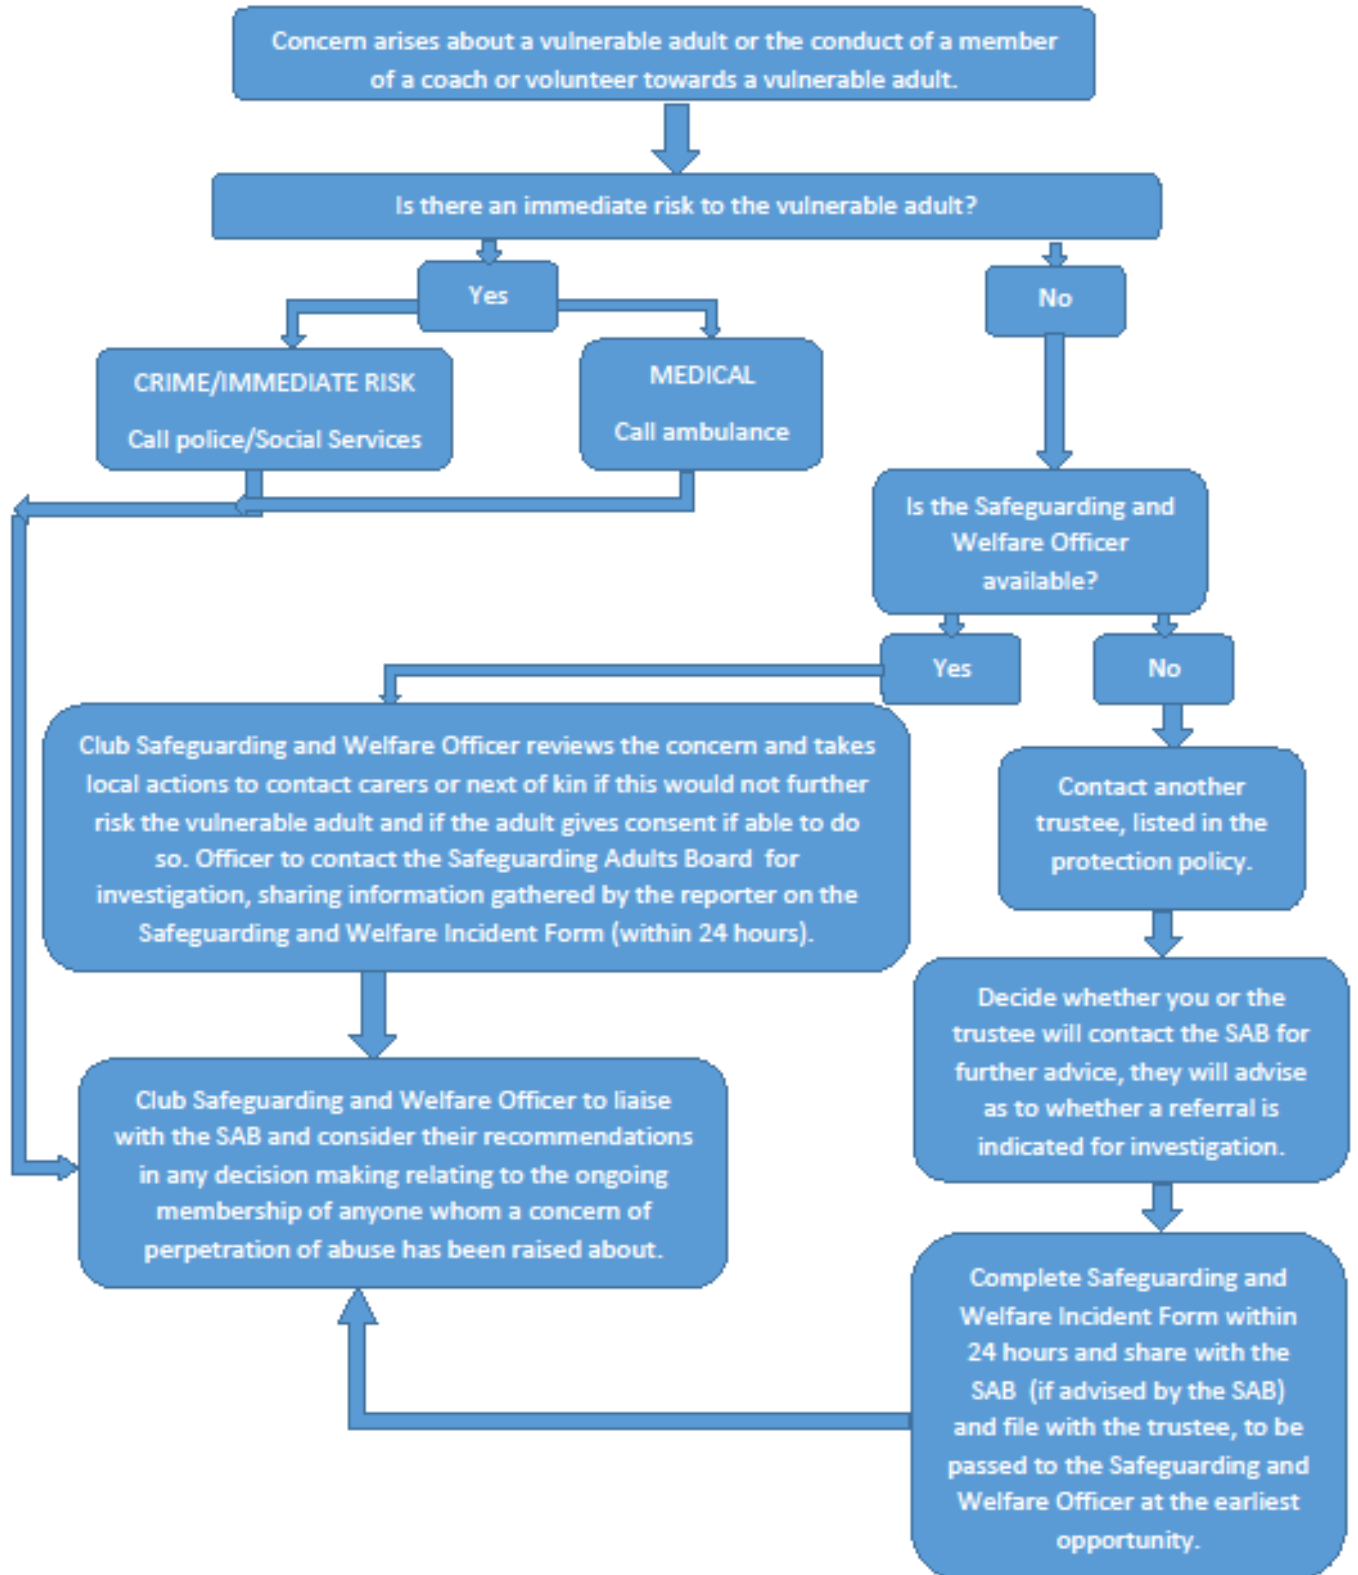 Concern arises about a vulnerable adult or the conduct of a member
of a coach or volunteer towards a vulnerable adult.
Is there an immediate risk to the vulnerable adult?
Yes
No
CRIME/IMMEDIATE RISK
Call police/Social Services
MEDICAL
Call ambulance
Is the Safeguarding and
Welfare Officer
available?
Yes
No
Club Safeguarding and Welfare Officer reviews the concern and takes
local actions to contact carers or next of kin if this would not further
risk the vulnerable adult and if the adult gives consent if able to do
so. Officer to contact the Safeguarding Adults Board for
investigation, sharing information gathered by the reporter on the
Safeguarding and Welfare Incident Form (within 24 hours).
Contact another
trustee, listed in the
protection policy.
Decide whether you or the
trustee will contact the SAB for
further advice, they will advise
as to whether a referral is
indicated for investigation.
Club Safeguarding and Welfare Officer to liaise
with the SAB and consider their recommendations
in any decision making relating to the ongoing
membership of anyone whom a concern of
perpetration of abuse has been raised about.
Complete Safeguarding and
Welfare Incident Form within
24 hours and share with the
SAB (if advised by the SAB)
and file with the trustee, to be
passed to the Safeguarding and
Welfare Officer at the earliest
opportunity.